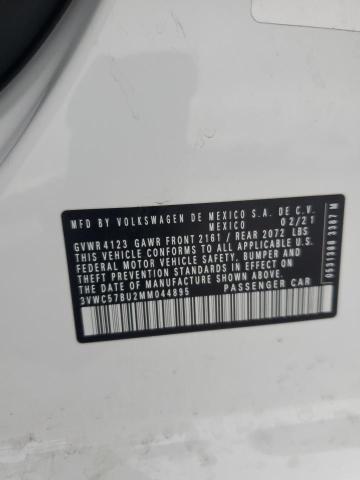 MFD BY VOLKSWAGEN DE MEXICO S.A. DE C.V.
MEXICO 02/21
GVWR 4123 GAWR FRONT 2161 / REAR 2072 LBS
THIS VEHICLE CONFORMS TO ALL APPLICABLE U.S.
FEDERAL MOTOR VEHICLE SAFETY, BUMPER, AND
THEFT PREVENTION STANDARDS IN EFFECT ON
THE DATE OF MANUFACTURE SHOWN ABOVE.
3VWC57BU2MM044895 PASSENGER CAR
0531388 3387 M